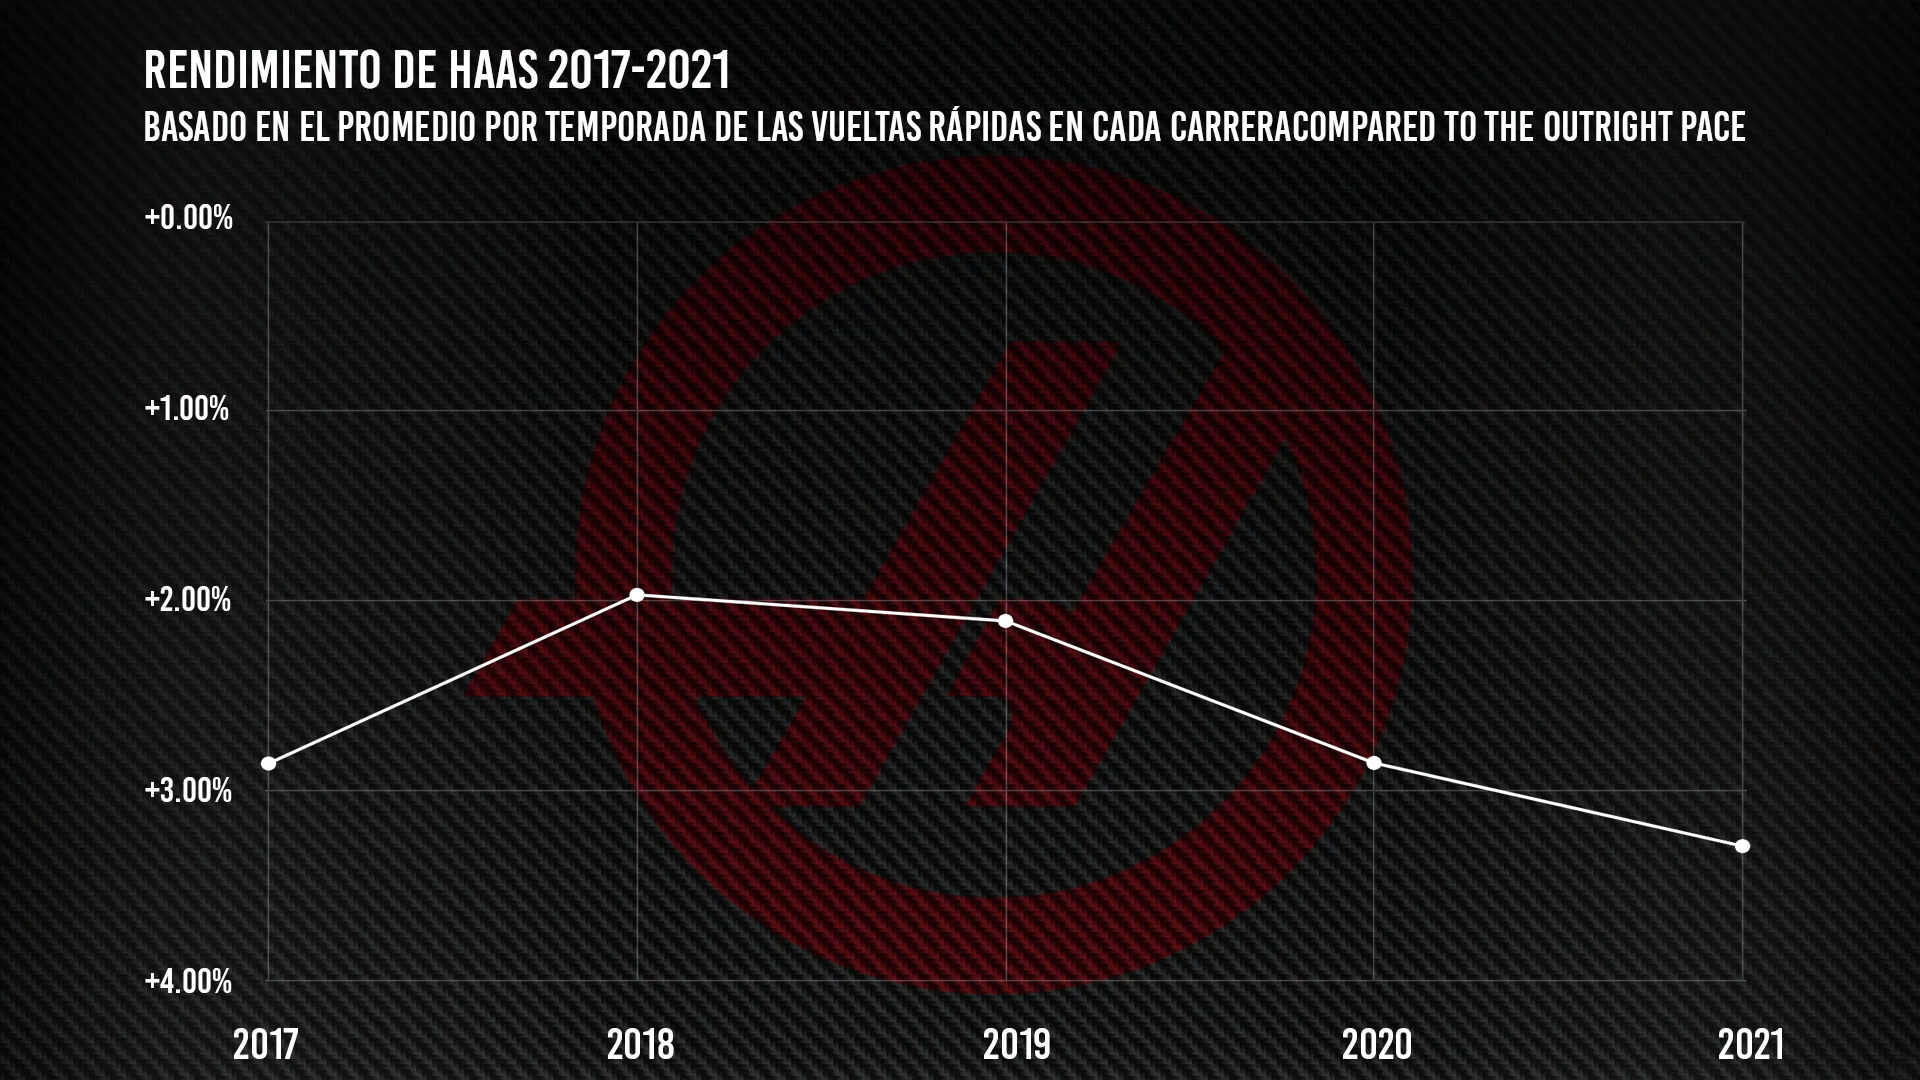 RENDIMIENTO DE HAAS 2017-2021
BASADO EN EL PROMEDIO POR TEMPORADA DE LAS VUELTAS RÁPIDAS EN CADA CARRERACOMPARED TO THE OUTRIGHT PACE
+0.00%
+1.00%
+2.00%
+3.00%
+4.00%
2017 2018 2019 2020 2021